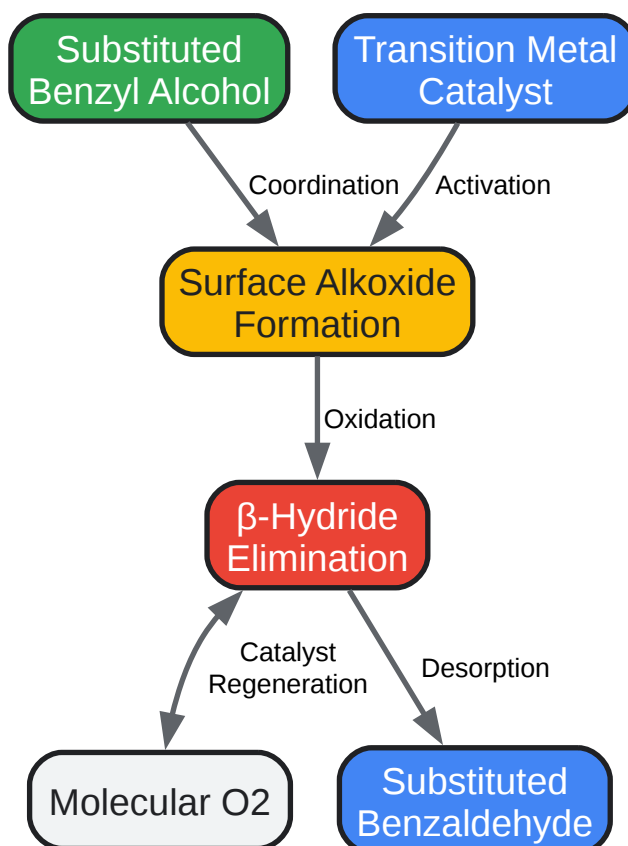 Substituted
Benzyl Alcohol
Transition Metal
Catalyst
Coordination
Activation
Surface Alkoxide
Formation
Oxidation
β-Hydride
Elimination
Catalyst
Regeneration
Desorption
Molecular O2
Substituted
Benzaldehyde